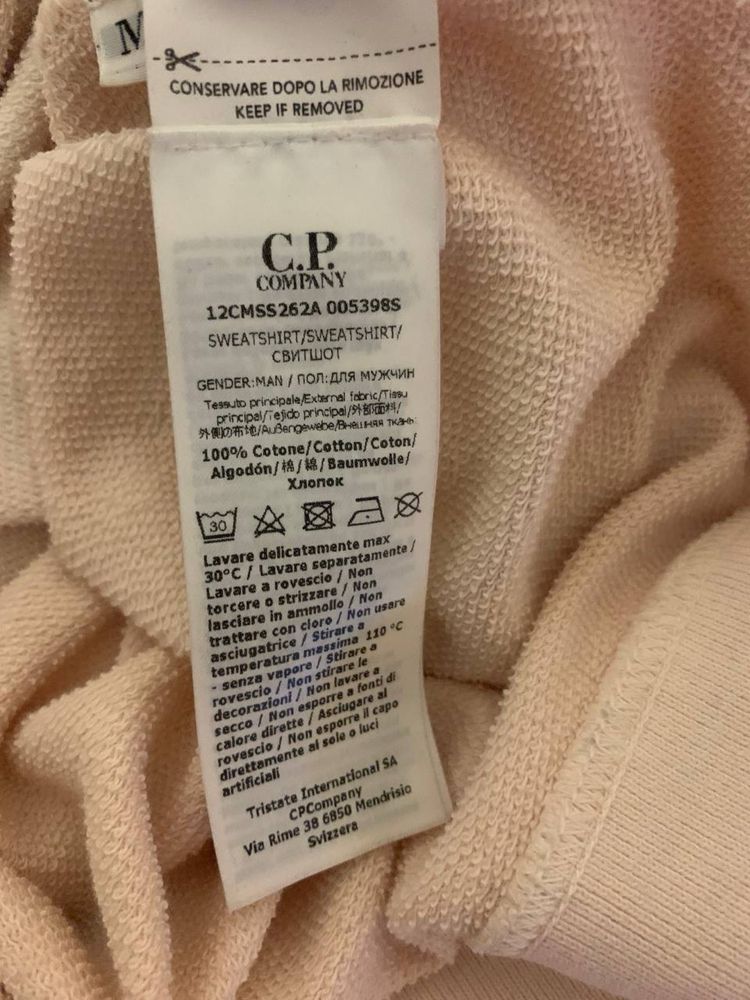 M
CONSERVARE DOPO LA RIMOZIONE
KEEP IF REMOVED
C.P.
COMPANY
12CMSS262A 005398S
SWEATSHIRT/SWEATSHIRT/
СВИТШОТ
GENDER:MAN / ПОЛ:ДЛЯ МУЖЧИН
Tessuto principale/External fabric/Tissu
principal/Tejido principal/外部面料/
外側の布地/Außengewebe/Внешняя ткань
100% Cotone/Cotton/Coton/
Algodón/棉/綿/Baumwolle/
Хлопок
30
Lavare delicatamente max
30°C / Lavare separatamente /
Lavare a rovescio / Non
torcere o strizzare / Non
lasciare in ammollo / Non
trattare con cloro / Non usare
asciugatrice / Stirare a
temperatura massima 110 °C
- senza vapore / Stirare a
rovescio / Non stirare le
decorazioni / Non lavare a
secco / Non esporre a fonti di
calore dirette / Asciugare al
rovescio / Non esporre il capo
direttamente al sole o luci
artificiali
Tristate International SA
CPCompany
Via Rime 38 6850 Mendrisio
Svizzera